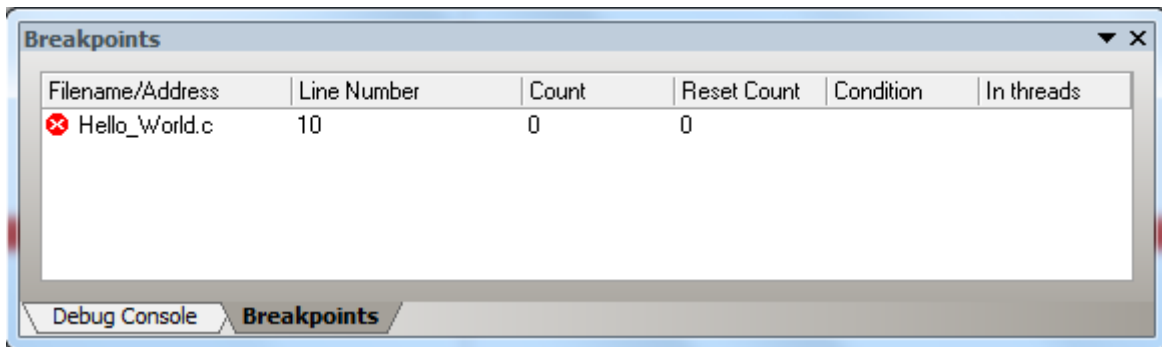 Breakpoints
Filename/Address Line Number Count Reset Count Condition In threads
Hello_World.c 10 0 0
Debug Console Breakpoints